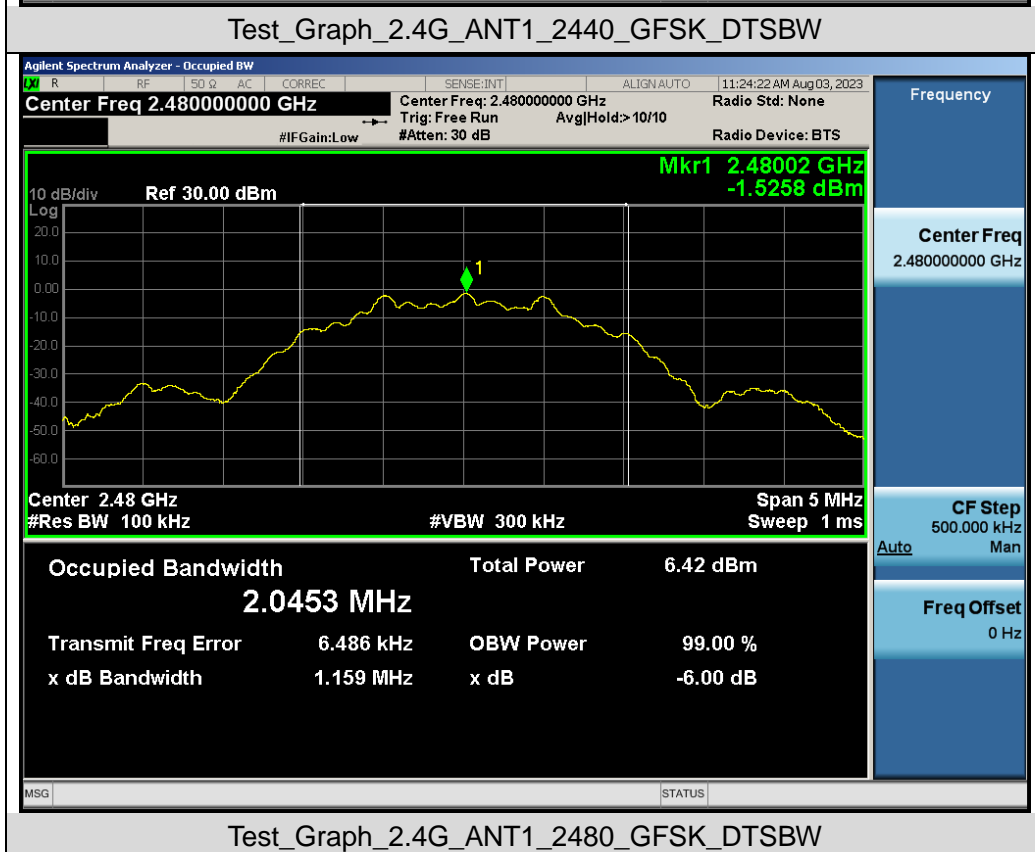 Test_Graph_2.4G_ANT1_2440_GFSK_DTSBW
Agilent Spectrum Analyzer - Occupied BW
LXI R RF 50 Ω AC CORREC SENSE:INT ALIGN AUTO 11:24:22 AM Aug 03, 2023
Center Freq 2.480000000 GHz
Center Freq: 2.480000000 GHz Radio Std: None
Trig: Free Run Avg|Hold:>10/10
#IFGain:Low #Atten: 30 dB Radio Device: BTS
Mkr1 2.48002 GHz
-1.5258 dBm
10 dB/div Ref 30.00 dBm
Log
20.0
10.0
1
0.00
-10.0
-20.0
-30.0
-40.0
-50.0
-60.0
Center 2.48 GHz Span 5 MHz
#Res BW 100 kHz #VBW 300 kHz Sweep 1 ms
Occupied Bandwidth Total Power 6.42 dBm
2.0453 MHz
Transmit Freq Error 6.486 kHz OBW Power 99.00 %
x dB Bandwidth 1.159 MHz x dB -6.00 dB
Frequency
Center Freq
2.480000000 GHz
CF Step
500.000 kHz
Auto Man
Freq Offset
0 Hz
MSG STATUS
Test_Graph_2.4G_ANT1_2480_GFSK_DTSBW